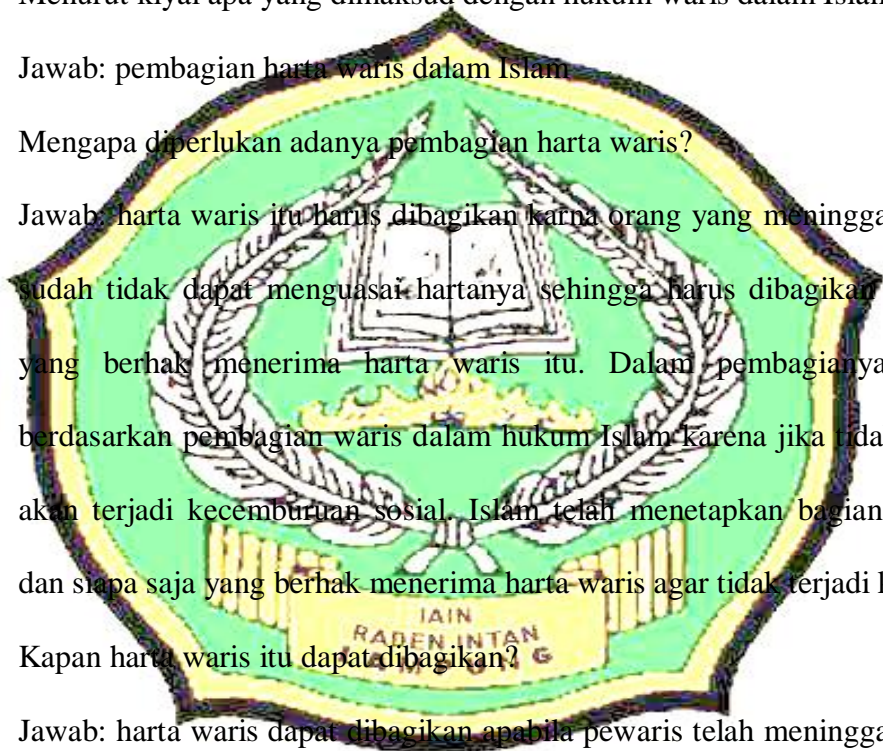 Menurut kiyai apa yang dimaksud dengan hukum waris dalam Islam
Jawab: pembagian harta waris dalam Islam
Mengapa diperlukan adanya pembagian harta waris?
Jawab: harta waris itu harus dibagikan karna orang yang meningga
sudah tidak dapat menguasai hartanya sehingga harus dibagikan
yang berhak menerima harta waris itu. Dalam pembagianya
berdasarkan pembagian waris dalam hukum Islam karena jika tida
akan terjadi kecemburuan sosial. Islam telah menetapkan bagian
dan siapa saja yang berhak menerima harta waris agar tidak terjadi
IAIN
RADEN INTAN
LAMPUNG
Kapan harta waris itu dapat dibagikan?
Jawab: harta waris dapat dibagikan apabila pewaris telah meningga